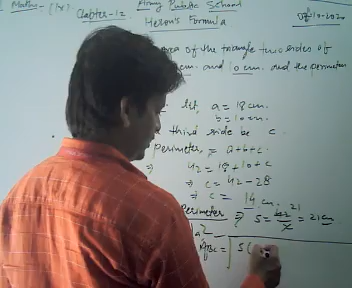 Maths - IX
Army Public School
Chapter-12
Heron's Formula
area of the triangle two sides of
cm. and 10 cm. and the perimeter
let a = 18 cm.
b = 10 cm.
third side be c.
Perimeter = a+b+c
⇒ 42 = 18+10+c
⇒ c = 42 - 28
⇒ c = 14 cm.
21
Perimeter ⇒ S = 42/2 = 21 cm
= √S(